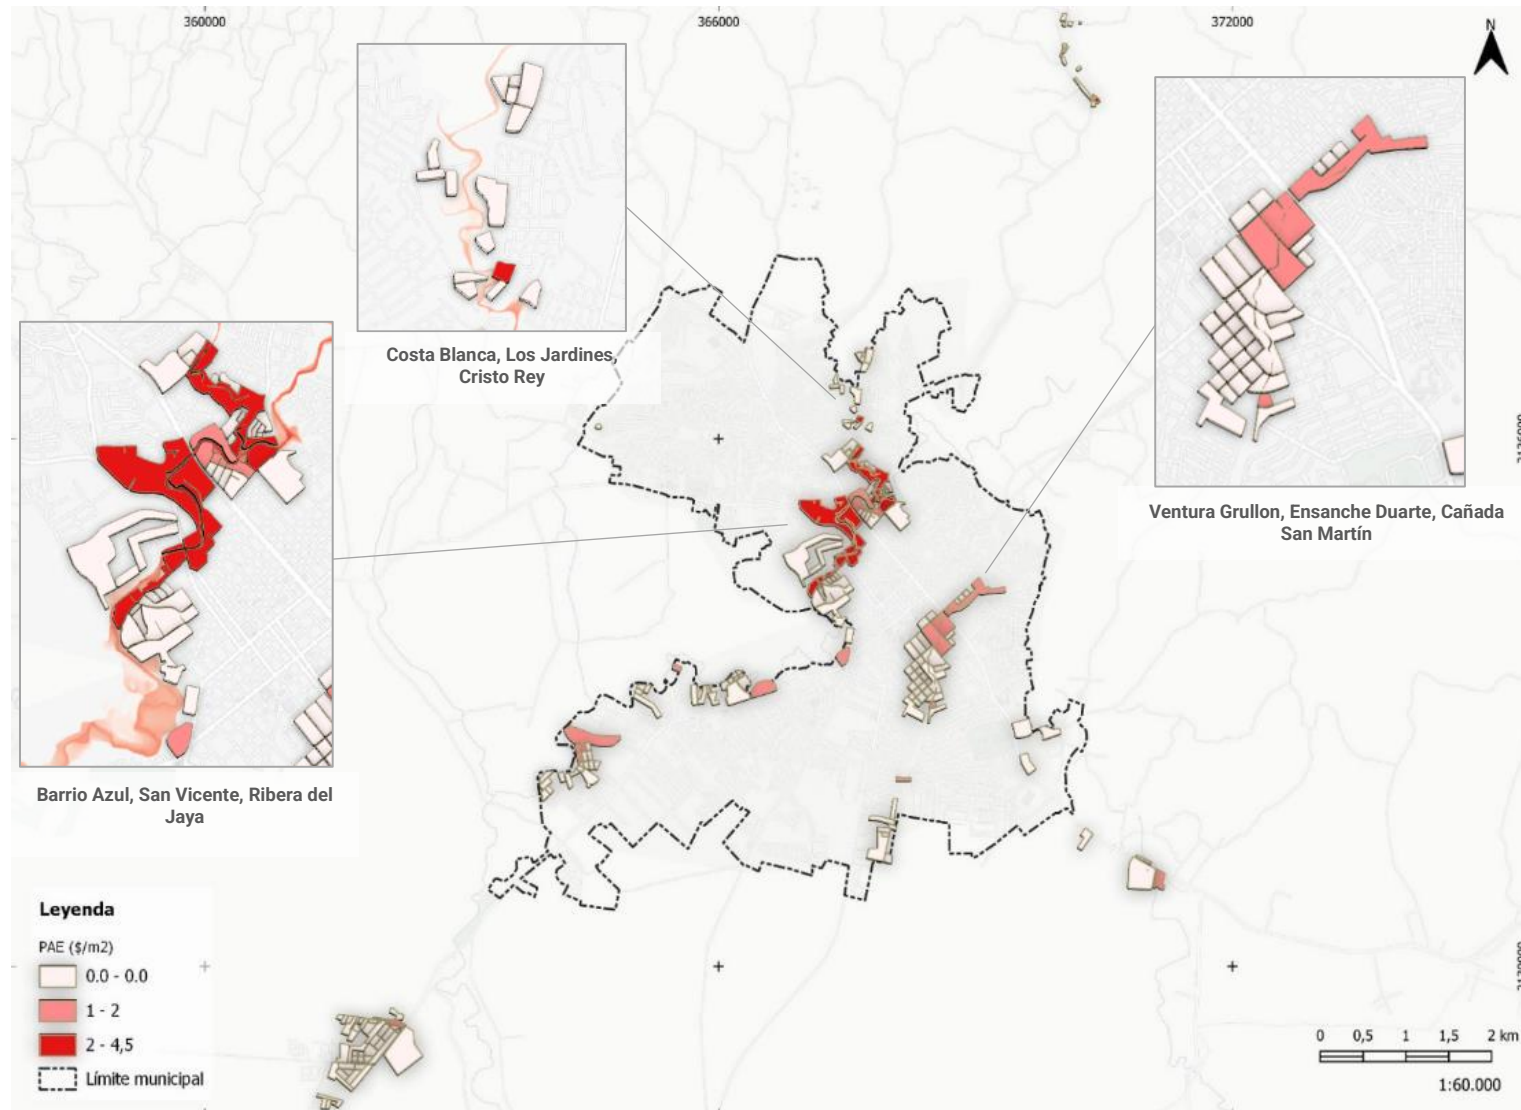 360000
366000
372000
N
Costa Blanca, Los Jardines,
Cristo Rey
Ventura Grullon, Ensanche Duarte, Cañada
San Martín
Barrio Azul, San Vicente, Ribera del
Jaya
Leyenda
PAE ($/m2)
0.0 - 0.0
1 - 2
2 - 4,5
Límite municipal
0 0,5 1 1,5 2 km
1:60.000